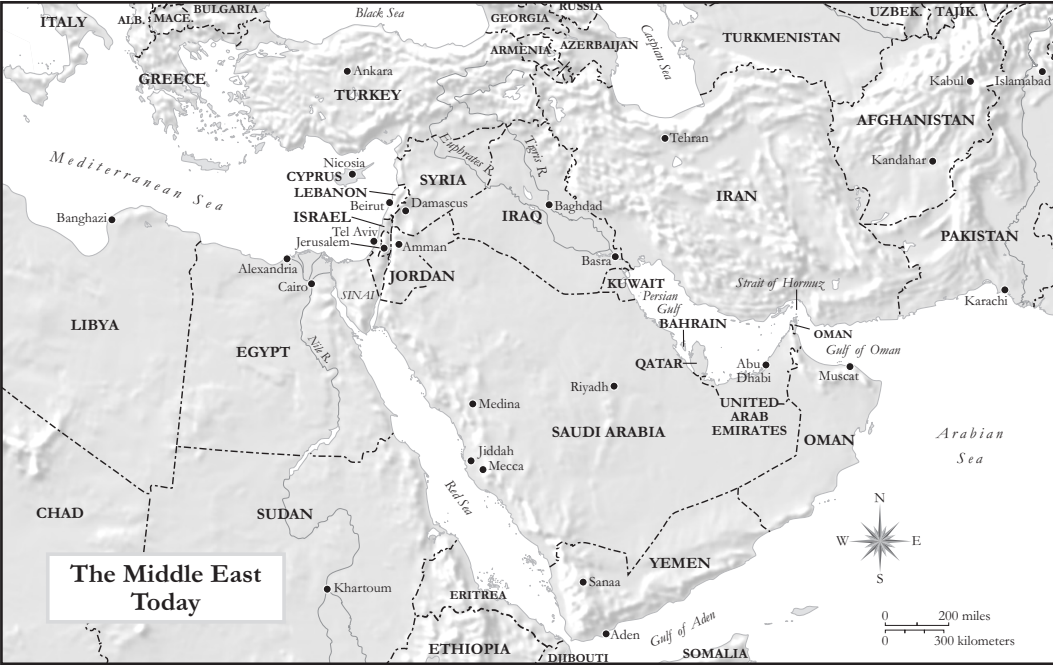 ITALY
ALB.
MACE.
BULGARIA
Black Sea
GEORGIA
RUSSIA
ARMENIA
AZERBAIJAN
Caspian Sea
UZBEK.
TAJIK.
TURKMENISTAN
GREECE
Ankara
TURKEY
Kabul
Islamabad
AFGHANISTAN
Tehran
Kandahar
Mediterranean Sea
Nicosia
CYPRUS
LEBANON
Beirut
Euphrates R.
Tigris R.
SYRIA
Damascus
IRAN
Banghazi
ISRAEL
Tel Aviv
Jerusalem
Amman
IRAQ
Baghdad
PAKISTAN
Alexandria
Cairo
SINAI
JORDAN
Basra
KUWAIT
Persian
Gulf
Strait of Hormuz
Karachi
LIBYA
EGYPT
Nile R.
BAHRAIN
QATAR
OMAN
Gulf of Oman
Abu
Dhabi
Muscat
Riyadh
Medina
UNITED
ARAB
EMIRATES
SAUDI ARABIA
OMAN
Arabian
Sea
Jiddah
Mecca
Red Sea
CHAD
SUDAN
N
W
E
S
The Middle East
Today
Khartoum
YEMEN
Sanaa
ERITREA
ETHIOPIA
Aden
Gulf of Aden
DJIBOUTI
SOMALIA
0 200 miles
0 300 kilometers